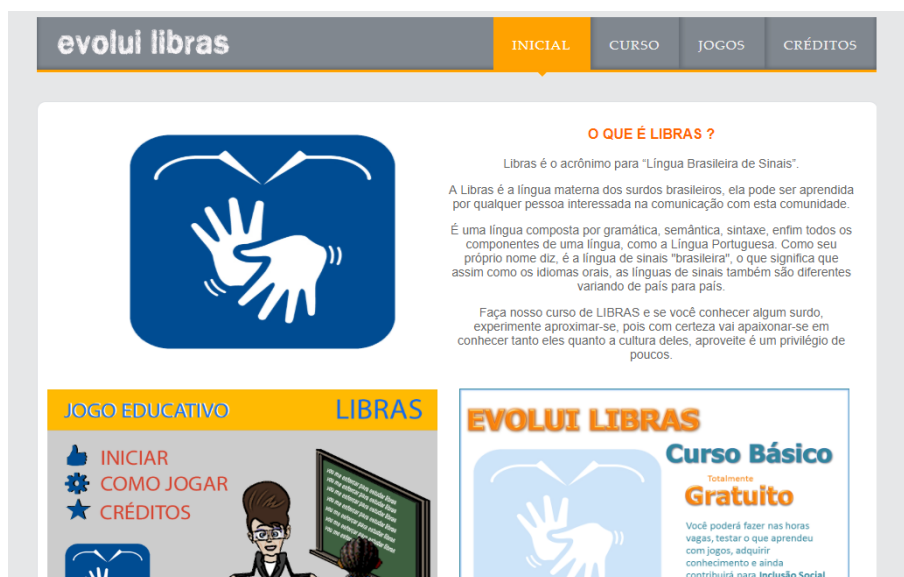 evolui libras
INICIAL
CURSO
JOGOS
CRÉDITOS
O QUE É LIBRAS ?
Libras é o acrônimo para “Língua Brasileira de Sinais”.
A Libras é a língua materna dos surdos brasileiros, ela pode ser aprendida
por qualquer pessoa interessada na comunicação com esta comunidade.
É uma língua composta por gramática, semântica, sintaxe, enfim todos os
componentes de uma língua, como a Língua Portuguesa. Como seu
próprio nome diz, é a língua de sinais "brasileira", o que significa que
assim como os idiomas orais, as línguas de sinais também são diferentes
variando de país para país.
Faça nosso curso de LIBRAS e se você conhecer algum surdo,
experimente aproximar-se, pois com certeza vai apaixonar-se em
conhecer tanto eles quanto a cultura deles, aproveite é um privilégio de
poucos.
JOGO EDUCATIVO
LIBRAS
INICIAR
COMO JOGAR
CRÉDITOS
EVOLUI LIBRAS
Curso Básico
Totalmente
Gratuito
Você poderá fazer nas horas
vagas, testar o que aprendeu
com jogos, adquirir
conhecimento e ainda
contribuirá para Inclusão Social